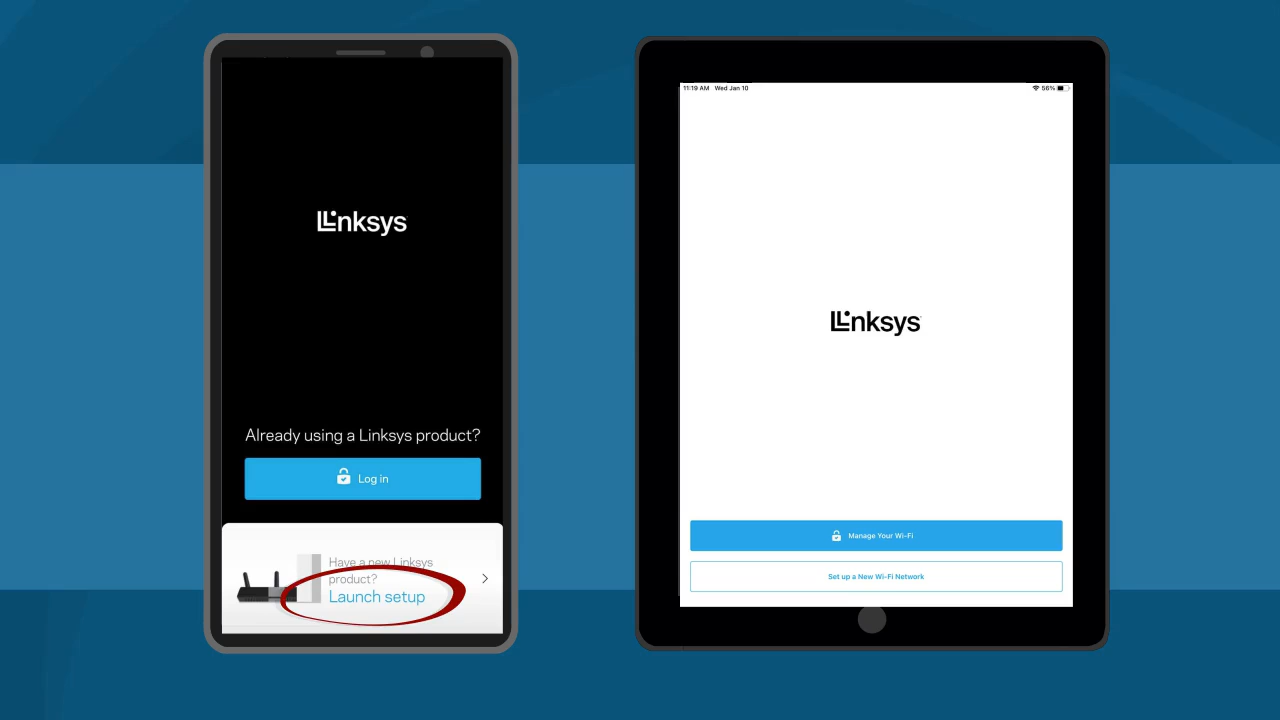 Linksys
Already using a Linksys product?
Log in
Have a new Linksys
product?
Launch setup
11:19 AM Wed Jan 10
56%
Linksys
Manage Your Wi-Fi
Set up a New Wi-Fi Network